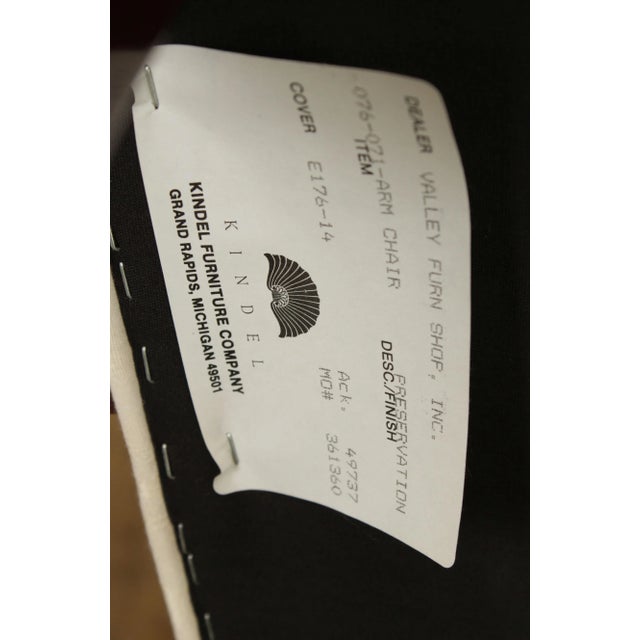 DEALER VALLEY FURN SHOP, INC.
076-071-ARM CHAIR PRESERVATION
ITEM DESC./FINISH
COVER E176-14 Ack. 49737
MO# 361360
KINDEL
KINDEL FURNITURE COMPANY
GRAND RAPIDS, MICHIGAN 49501